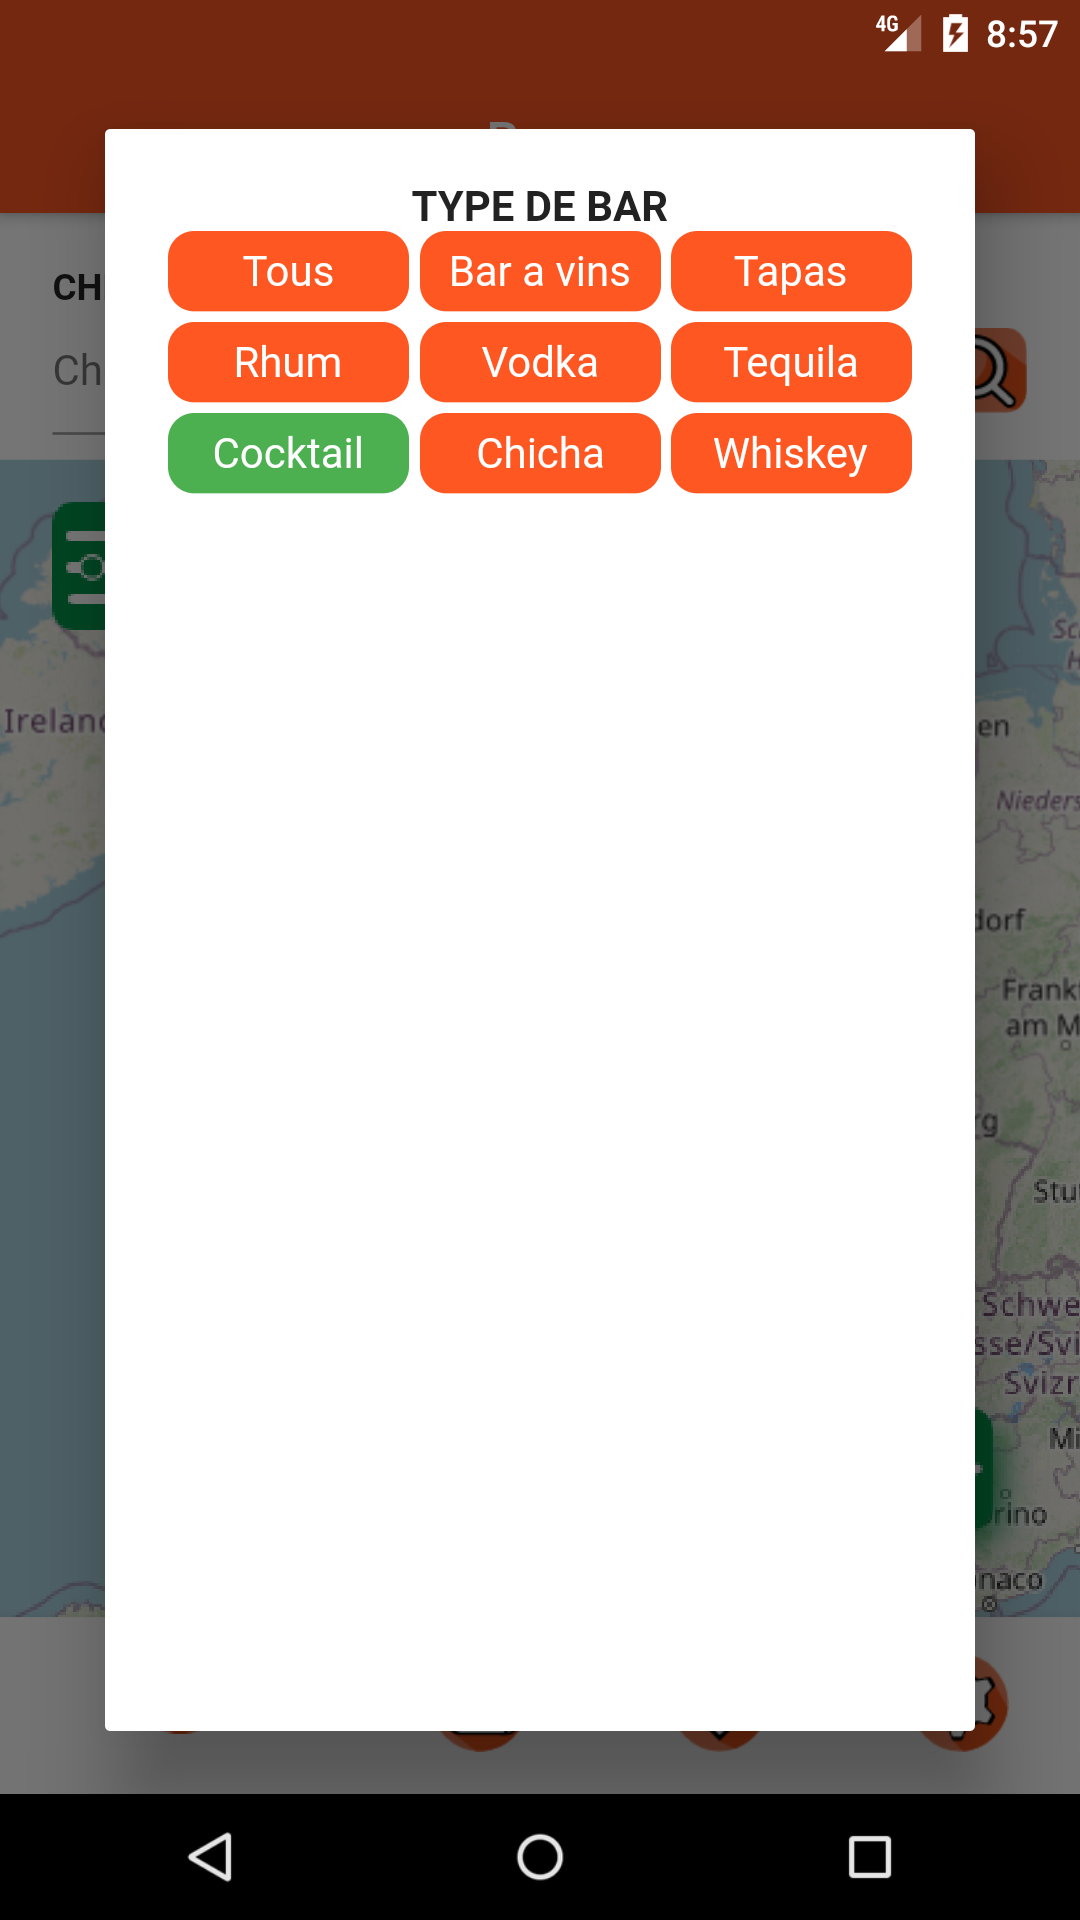 4G 8:57
TYPE DE BAR
Tous Bar a vins Tapas
CH
Rhum Vodka Tequila
Ch
Cocktail Chicha Whiskey
Sc
H
Ireland
en
Nieders
dorf
Frank
am M
rg
Stu
Schwe
sse/Svi
Svizr
Mi
rino
naco